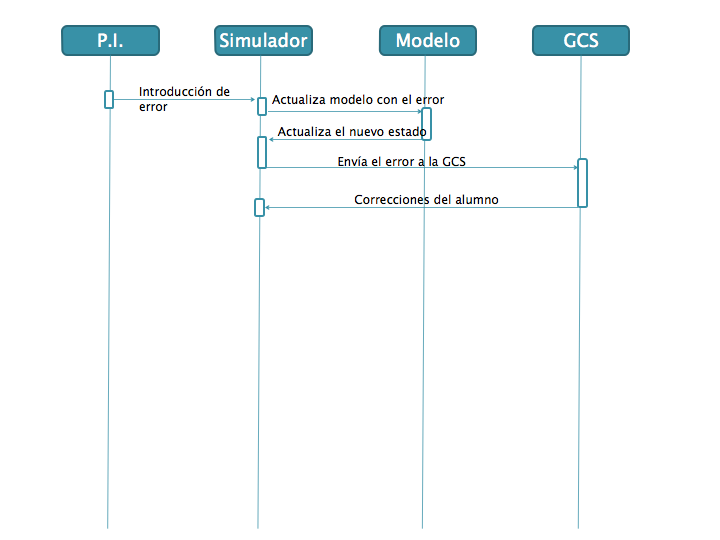 P.I.
Simulador
Modelo
GCS
Introducción de
error
Actualiza modelo con el error
Actualiza el nuevo estado
Envía el error a la GCS
Correcciones del alumno